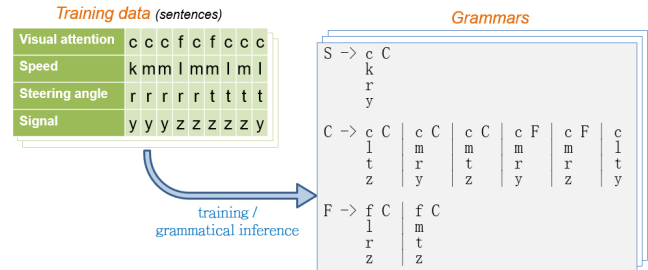 Training data (sentences)
Visual attention c c c f c f c c c
Speed k m m l m m l m l
Steering angle r r r r r t t t t
Signal y y y z z z z z y
training /
grammatical inference
Grammars
S -> c C
k
r
y
C -> c C | c C | c C | c F | c F | c
l | m | m | m | m | l
t | r | t | r | r | t
z | y | z | y | z | y
F -> f C | f C
l | m
r | t
z | z